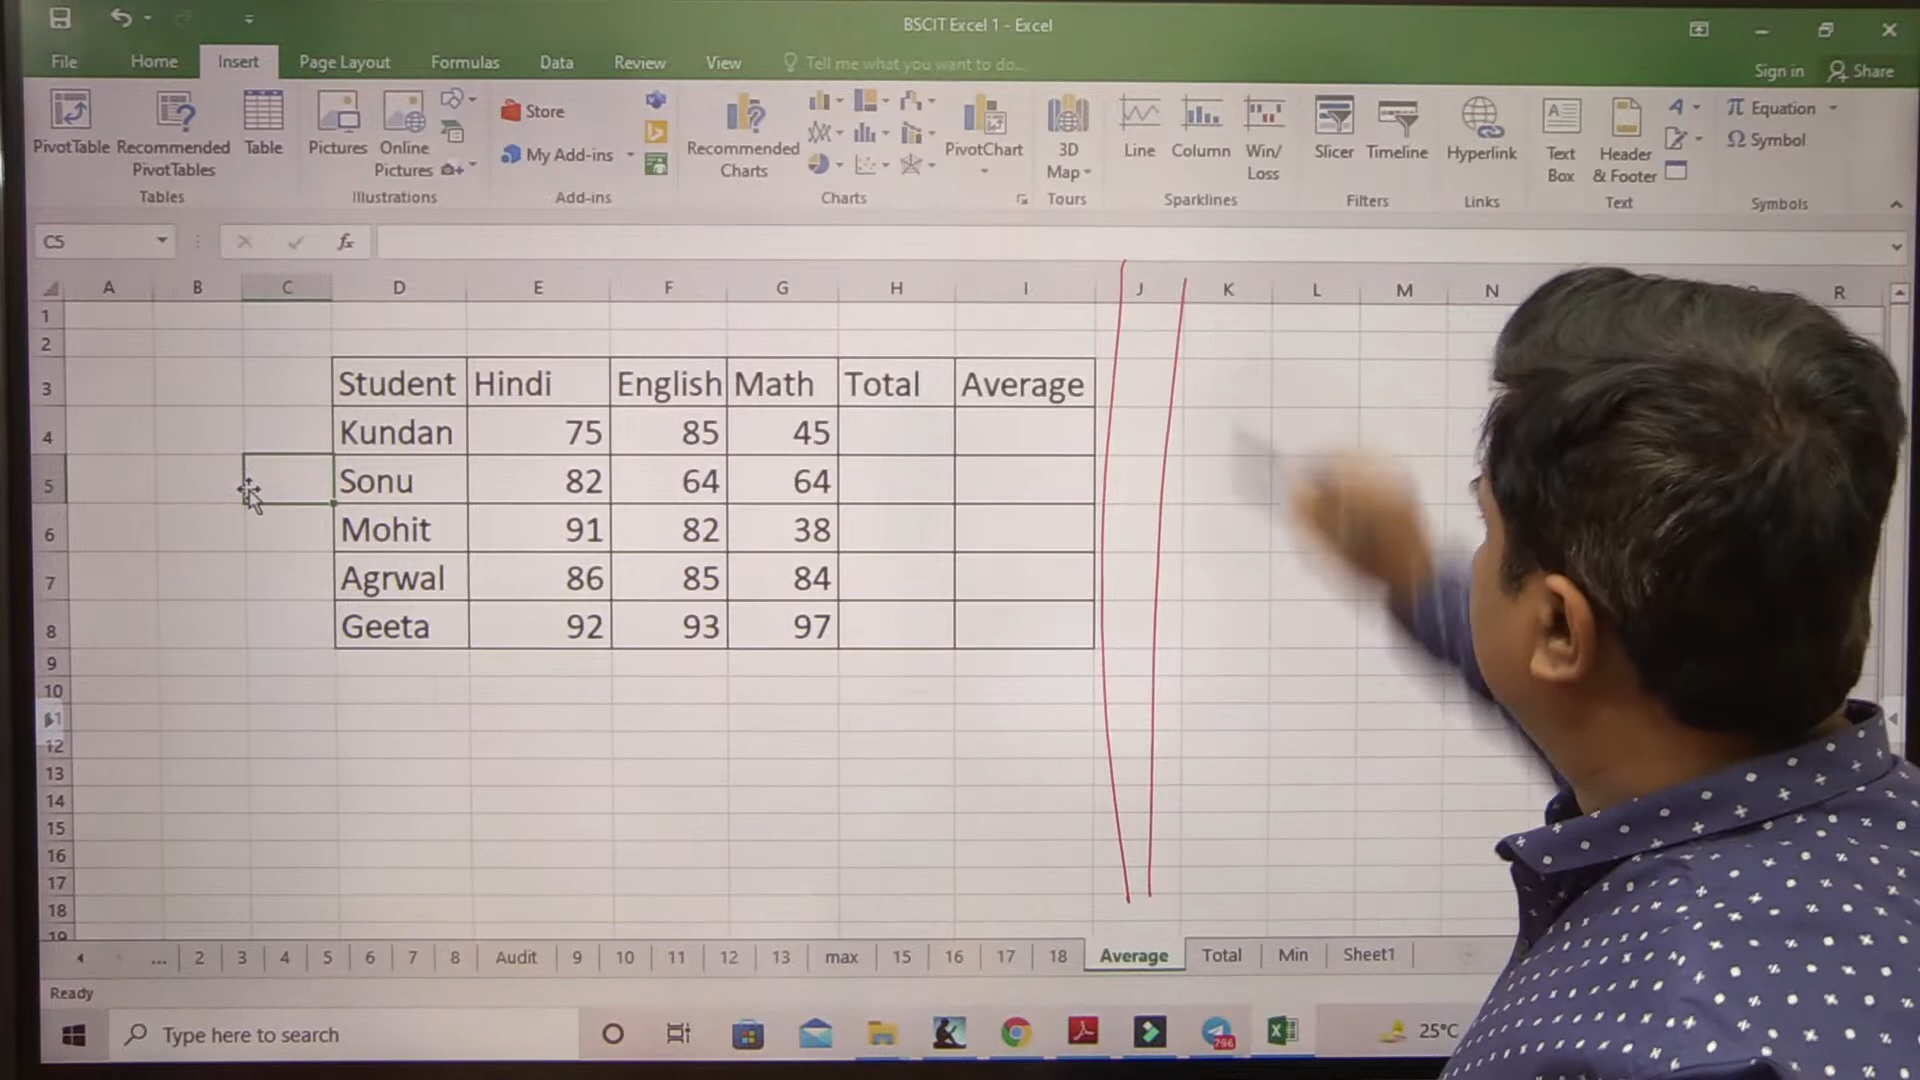 BSCIT Excel 1 - Excel
File Home Insert Page Layout Formulas Data Review View Tell me what you want to do... Sign in Share
PivotTable Recommended PivotTables Table
Tables
Pictures Online Pictures
Illustrations
Store
My Add-ins
Add-ins
Recommended Charts
Charts
PivotChart
3D Map
Tours
Line Column Win/Loss
Sparklines
Slicer Timeline
Filters
Hyperlink
Links
Text Box Header & Footer
Text
π Equation
Ω Symbol
Symbols
C5 fx
A B C D E F G H I J K L M N R
1
2
3 Student Hindi English Math Total Average
4 Kundan 75 85 45
5 Sonu 82 64 64
6 Mohit 91 82 38
7 Agrwal 86 85 84
8 Geeta 92 93 97
9
10
11
12
13
14
15
16
17
18
19
... 2 3 4 5 6 7 8 Audit 9 10 11 12 13 max 15 16 17 18 Average Total Min Sheet1
Ready
Type here to search 796 25°C